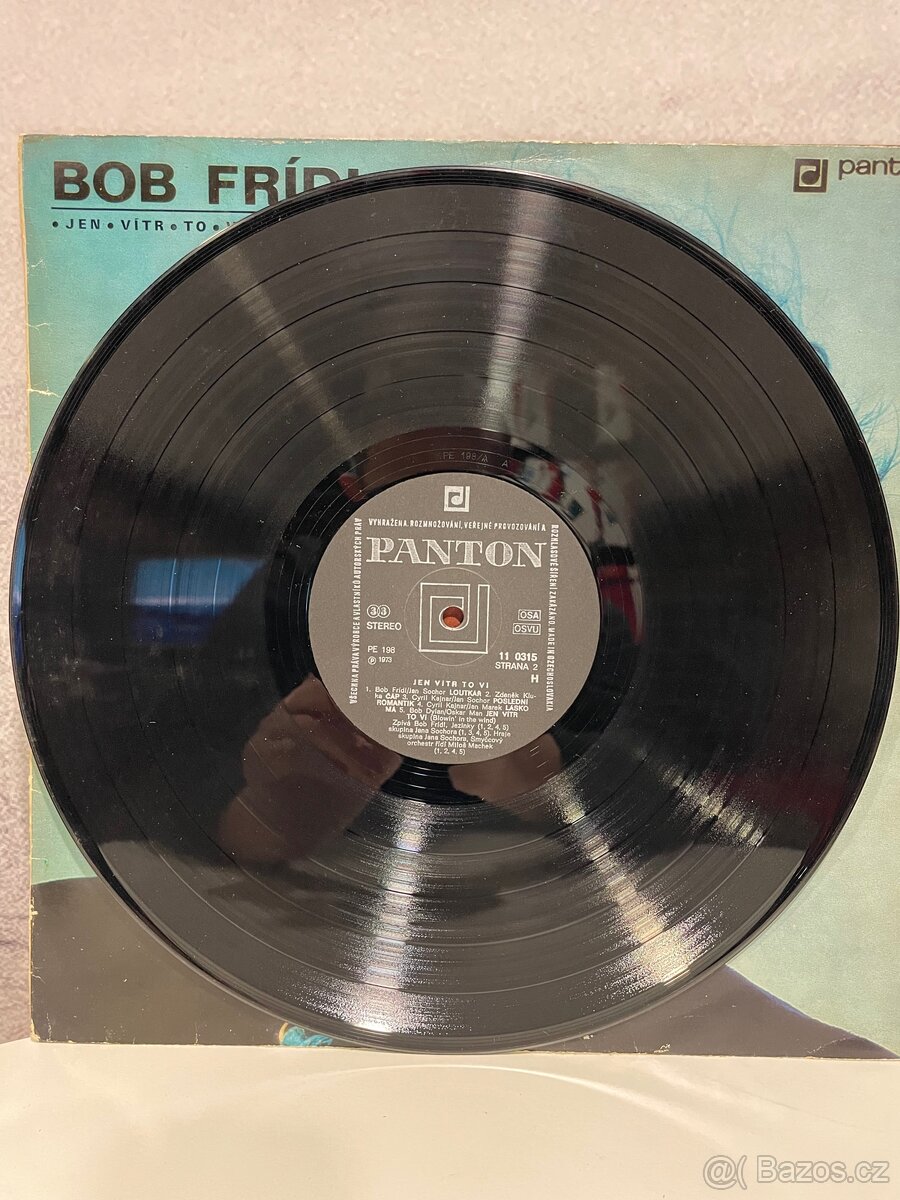 BOB FRÍDL
pant
• JEN • VÍTR • TO • V
PE 198/A A
VŠECHNA PRÁVA VÝROBCE A VLASTNÍKŮ AUTORSKÝCH PRÁV
VYHRAŽENA. ROZMNOŽOVÁNÍ, VEŘEJNÉ PROVOZOVÁNÍ A
ROZHLASOVÉ ŠÍŘENÍ ZAKÁZÁNO. MADE IN CZECHOSLOVAKIA
PANTON
33
STEREO
OSA
OSVU
PE 198
℗ 1973
11 0315
STRANA 2
H
JEN VÍTR TO VÍ
1. Bob Frídl/Jan Sochor LOUTKÁŘ 2. Zdeněk Klu-
ka ČÁP 3. Cyril Kajnar/Jan Sochor POSLEDNÍ
ROMANTIK 4. Cyril Kajnar/Jan Marek LÁSKO
MÁ 5. Bob Dylan/Oskar Man JEN VÍTR
TO VÍ (Blowin' in the wind)
Zpívá Bob Frídl, Jezinky (1, 2, 4, 5)
skupina Jana Sochora (1, 3, 4, 5). Hraje
skupina Jana Sochora, Smyčcový
orchestr řídí Miloš Machek
(1, 2, 4, 5)
@( Bazos.cz